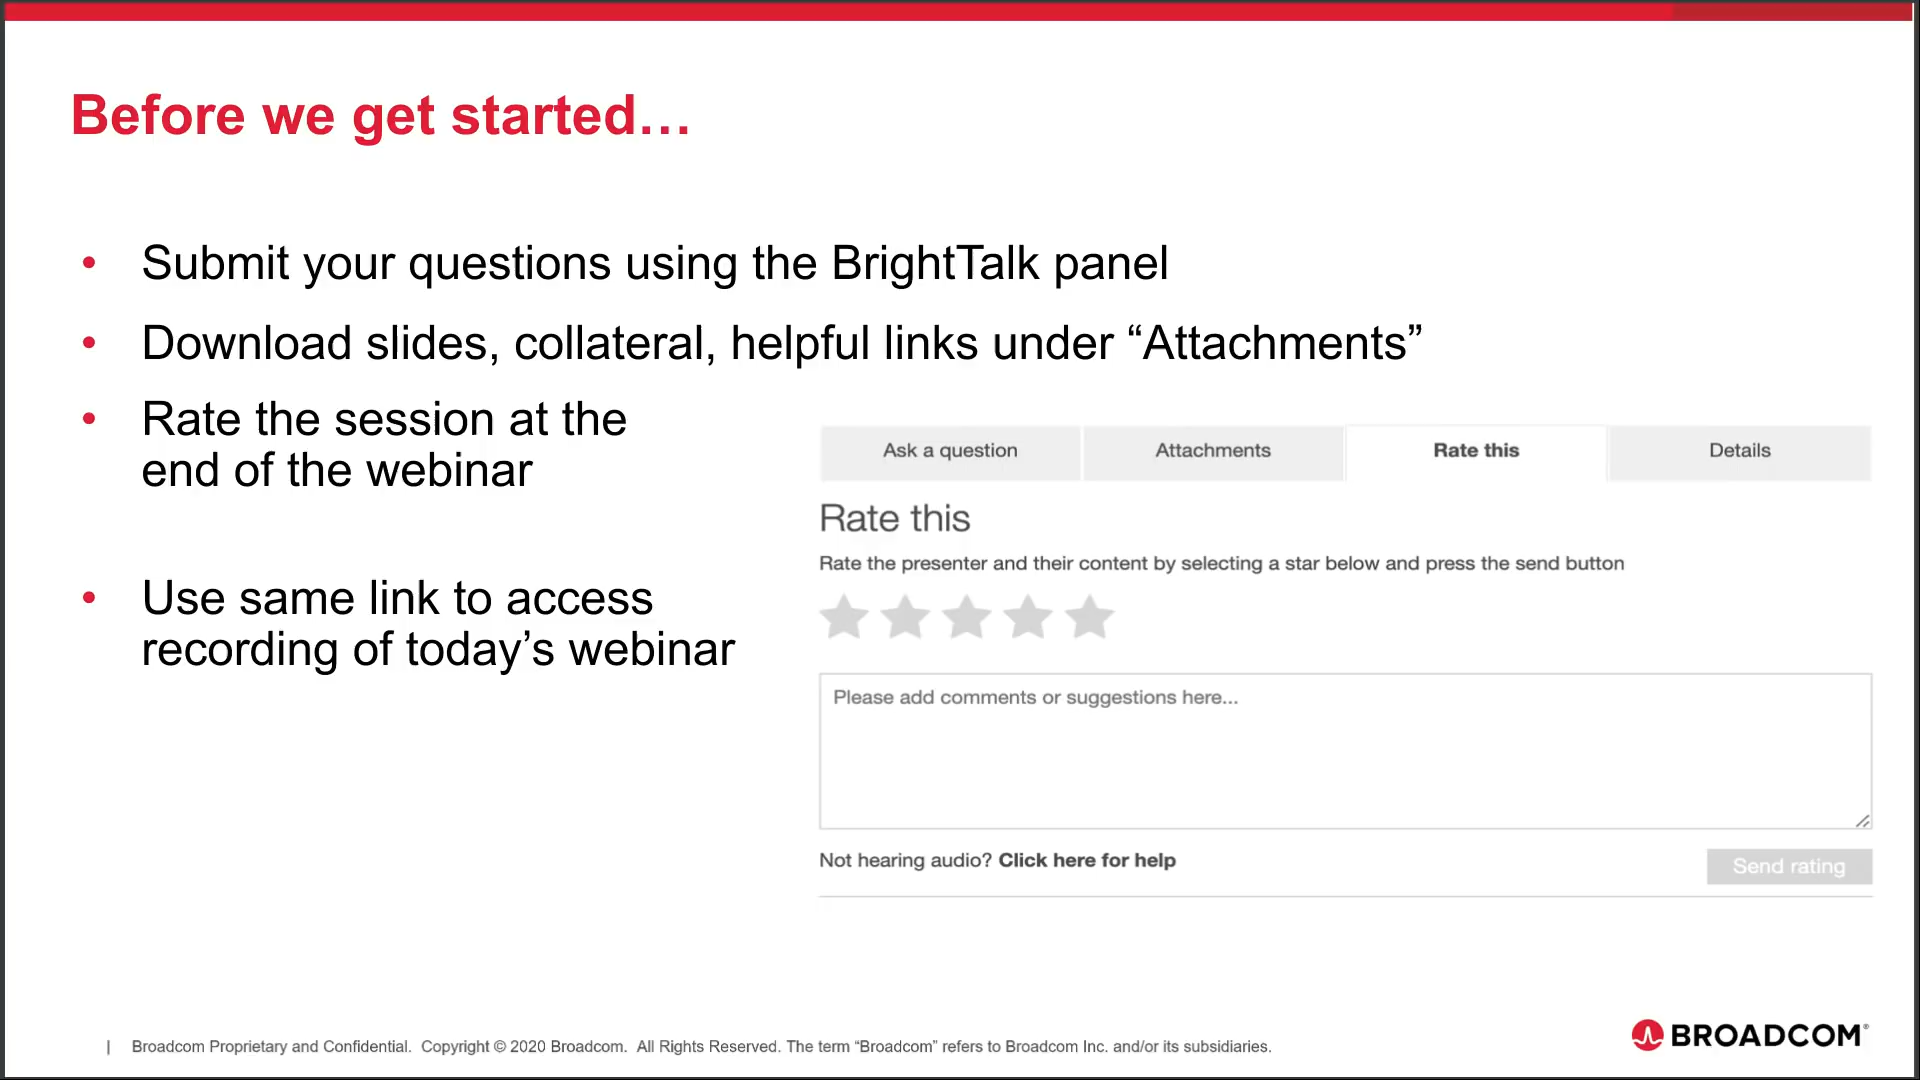 Before we get started…
• Submit your questions using the BrightTalk panel
• Download slides, collateral, helpful links under “Attachments”
• Rate the session at the
end of the webinar
• Use same link to access
recording of today’s webinar
Ask a question Attachments Rate this Details
Rate this
Rate the presenter and their content by selecting a star below and press the send button
Please add comments or suggestions here...
Not hearing audio? Click here for help
Send rating
| Broadcom Proprietary and Confidential. Copyright © 2020 Broadcom. All Rights Reserved. The term “Broadcom” refers to Broadcom Inc. and/or its subsidiaries.
BROADCOM®